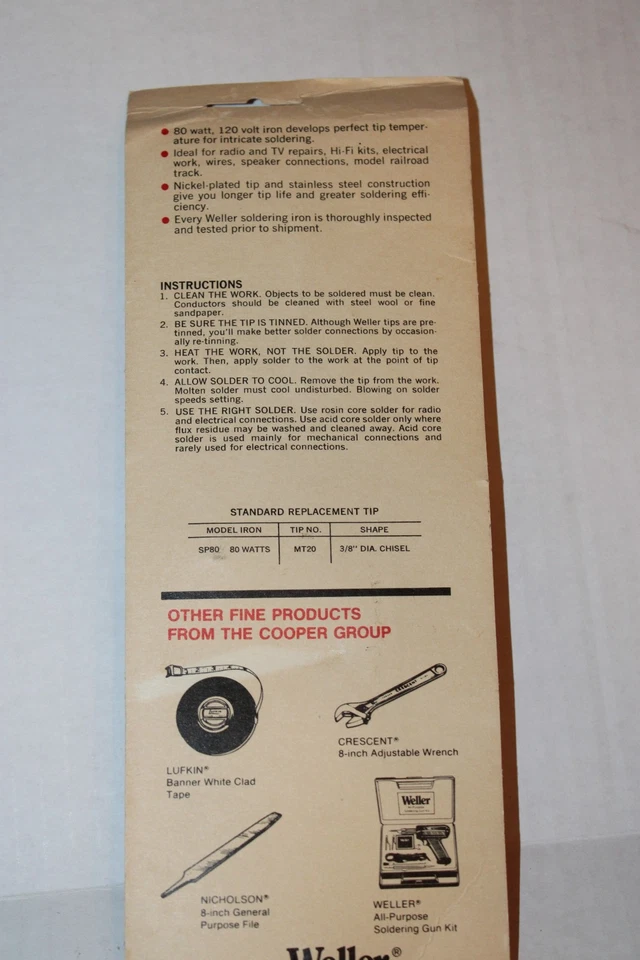 ● 80 watt, 120 volt iron develops perfect tip temper-
ature for intricate soldering.
● Ideal for radio and TV repairs, Hi-Fi kits, electrical
work, wires, speaker connections, model railroad
track.
● Nickel-plated tip and stainless steel construction
give you longer tip life and greater soldering effi-
ciency.
● Every Weller soldering iron is thoroughly inspected
and tested prior to shipment.
INSTRUCTIONS
1. CLEAN THE WORK. Objects to be soldered must be clean.
Conductors should be cleaned with steel wool or fine
sandpaper.
2. BE SURE THE TIP IS TINNED. Although Weller tips are pre-
tinned, you'll make better solder connections by occasion-
ally re-tinning.
3. HEAT THE WORK, NOT THE SOLDER. Apply tip to the
work. Then, apply solder to the work at the point of tip
contact.
4. ALLOW SOLDER TO COOL. Remove the tip from the work.
Molten solder must cool undisturbed. Blowing on solder
speeds setting.
5. USE THE RIGHT SOLDER. Use rosin core solder for radio
and electrical connections. Use acid core solder only where
flux residue may be washed and cleaned away. Acid core
solder is used mainly for mechanical connections and
rarely used for electrical connections.
STANDARD REPLACEMENT TIP
MODEL IRON TIP NO. SHAPE
SP80 80 WATTS MT20 3/8" DIA. CHISEL
OTHER FINE PRODUCTS
FROM THE COOPER GROUP
LUFKIN®
Banner White Clad
Tape
CRESCENT®
8-inch Adjustable Wrench
Weller
NICHOLSON®
8-inch General
Purpose File
WELLER®
All-Purpose
Soldering Gun Kit
Weller®